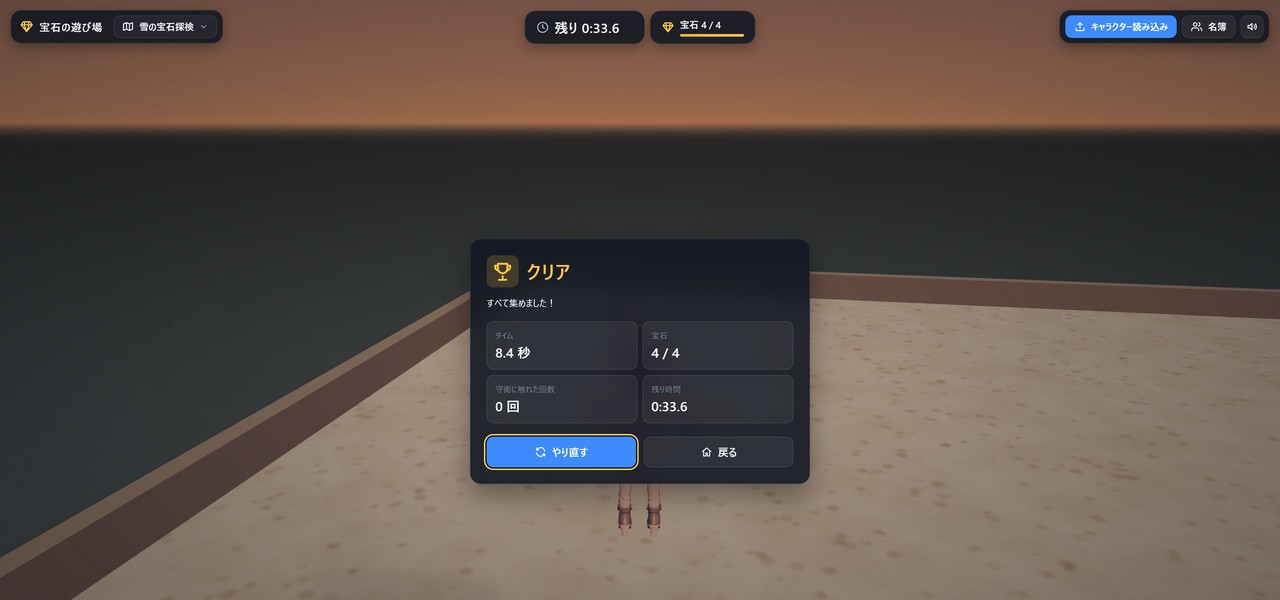 宝石の遊び場
雪の宝石探検
残り 0:33.6
宝石 4 / 4
キャラクター読み込み
名簿
クリア
すべて集めました！
タイム
8.4 秒
宝石
4 / 4
守衛に触れた回数
0 回
残り時間
0:33.6
やり直す
戻る